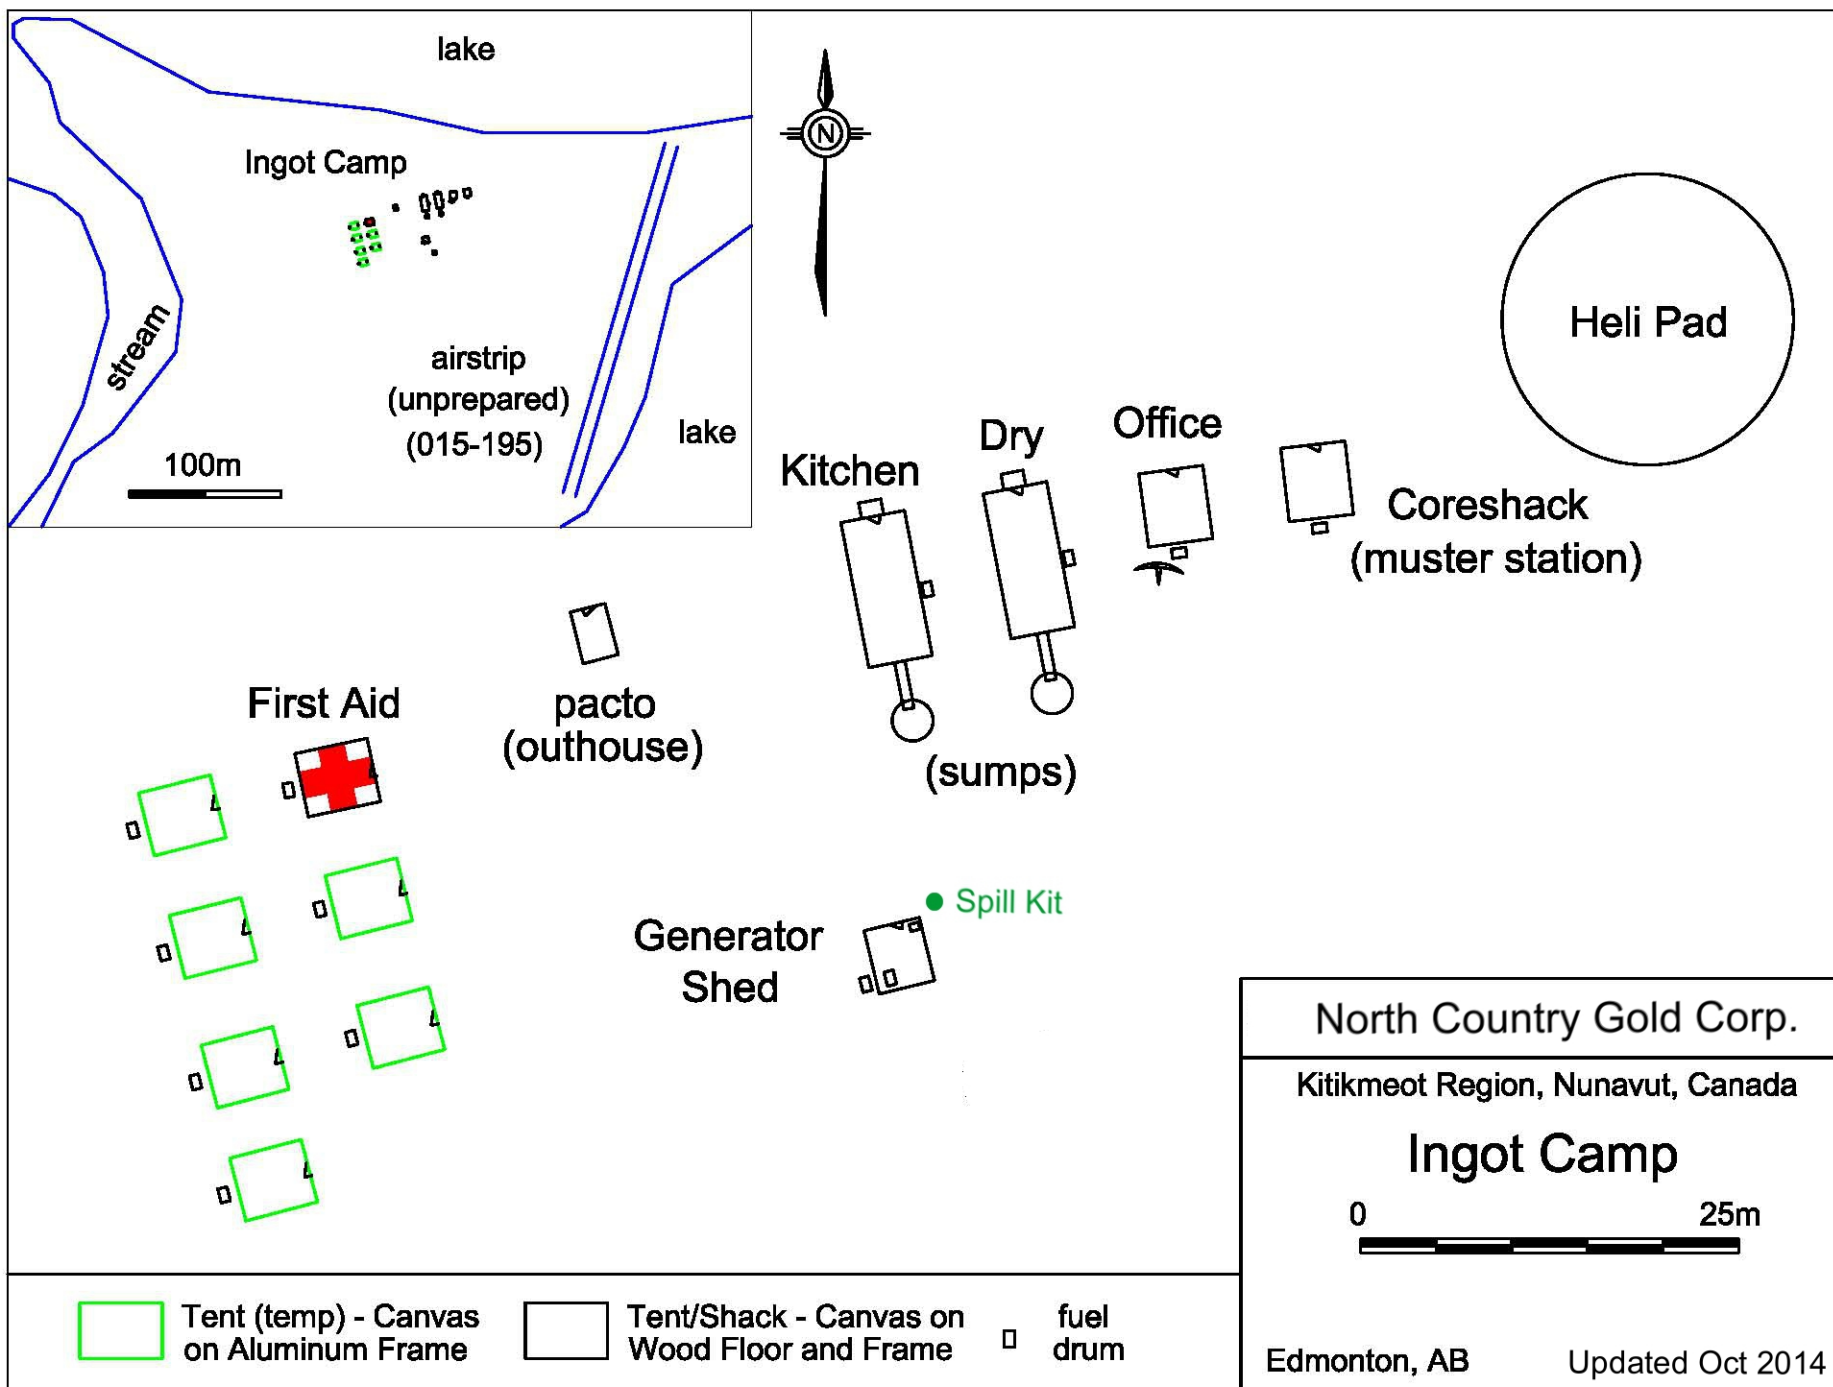 lake
Ingot Camp
stream
airstrip
(unprepared)
(015-195)
lake
100m
N
Heli Pad
Office
Dry
Kitchen
Coreshack
(muster station)
First Aid
pacto
(outhouse)
(sumps)
Spill Kit
Generator
Shed
North Country Gold Corp.
Kitikmeot Region, Nunavut, Canada
Ingot Camp
0 25m
Edmonton, AB Updated Oct 2014
Tent (temp) - Canvas
on Aluminum Frame
Tent/Shack - Canvas on
Wood Floor and Frame
fuel
drum